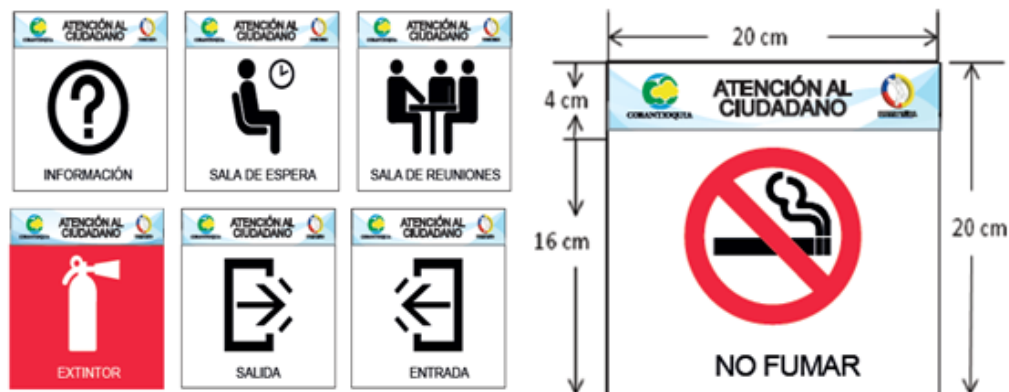 ATENCIÓN AL
CIUDADANO
INFORMACIÓN
ATENCIÓN AL
CIUDADANO
SALA DE ESPERA
ATENCIÓN AL
CIUDADANO
SALA DE REUNIONES
ATENCIÓN AL
CIUDADANO
EXTINTOR
ATENCIÓN AL
CIUDADANO
SALIDA
ATENCIÓN AL
CIUDADANO
ENTRADA
20 cm
4 cm
CORANTIOQUIA
ATENCIÓN AL
CIUDADANO
16 cm
20 cm
NO FUMAR